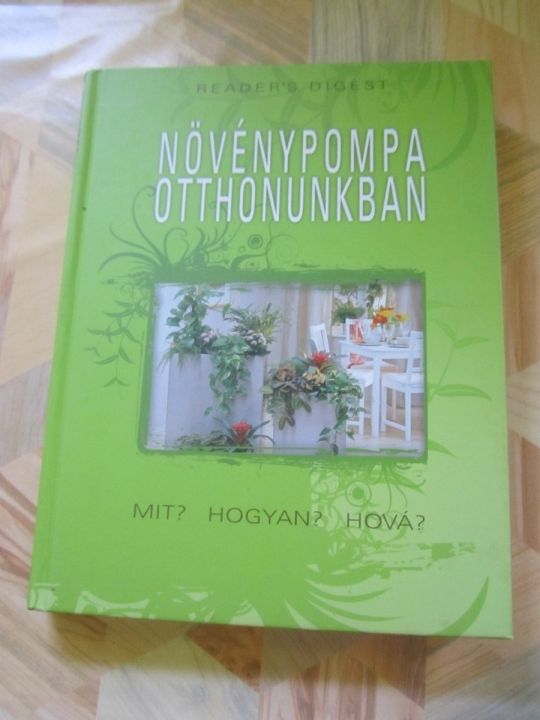 READER'S DIGEST
NÖVÉNYPOMPA
OTTHONUNKBAN
MIT? HOGYAN? HOVÁ?